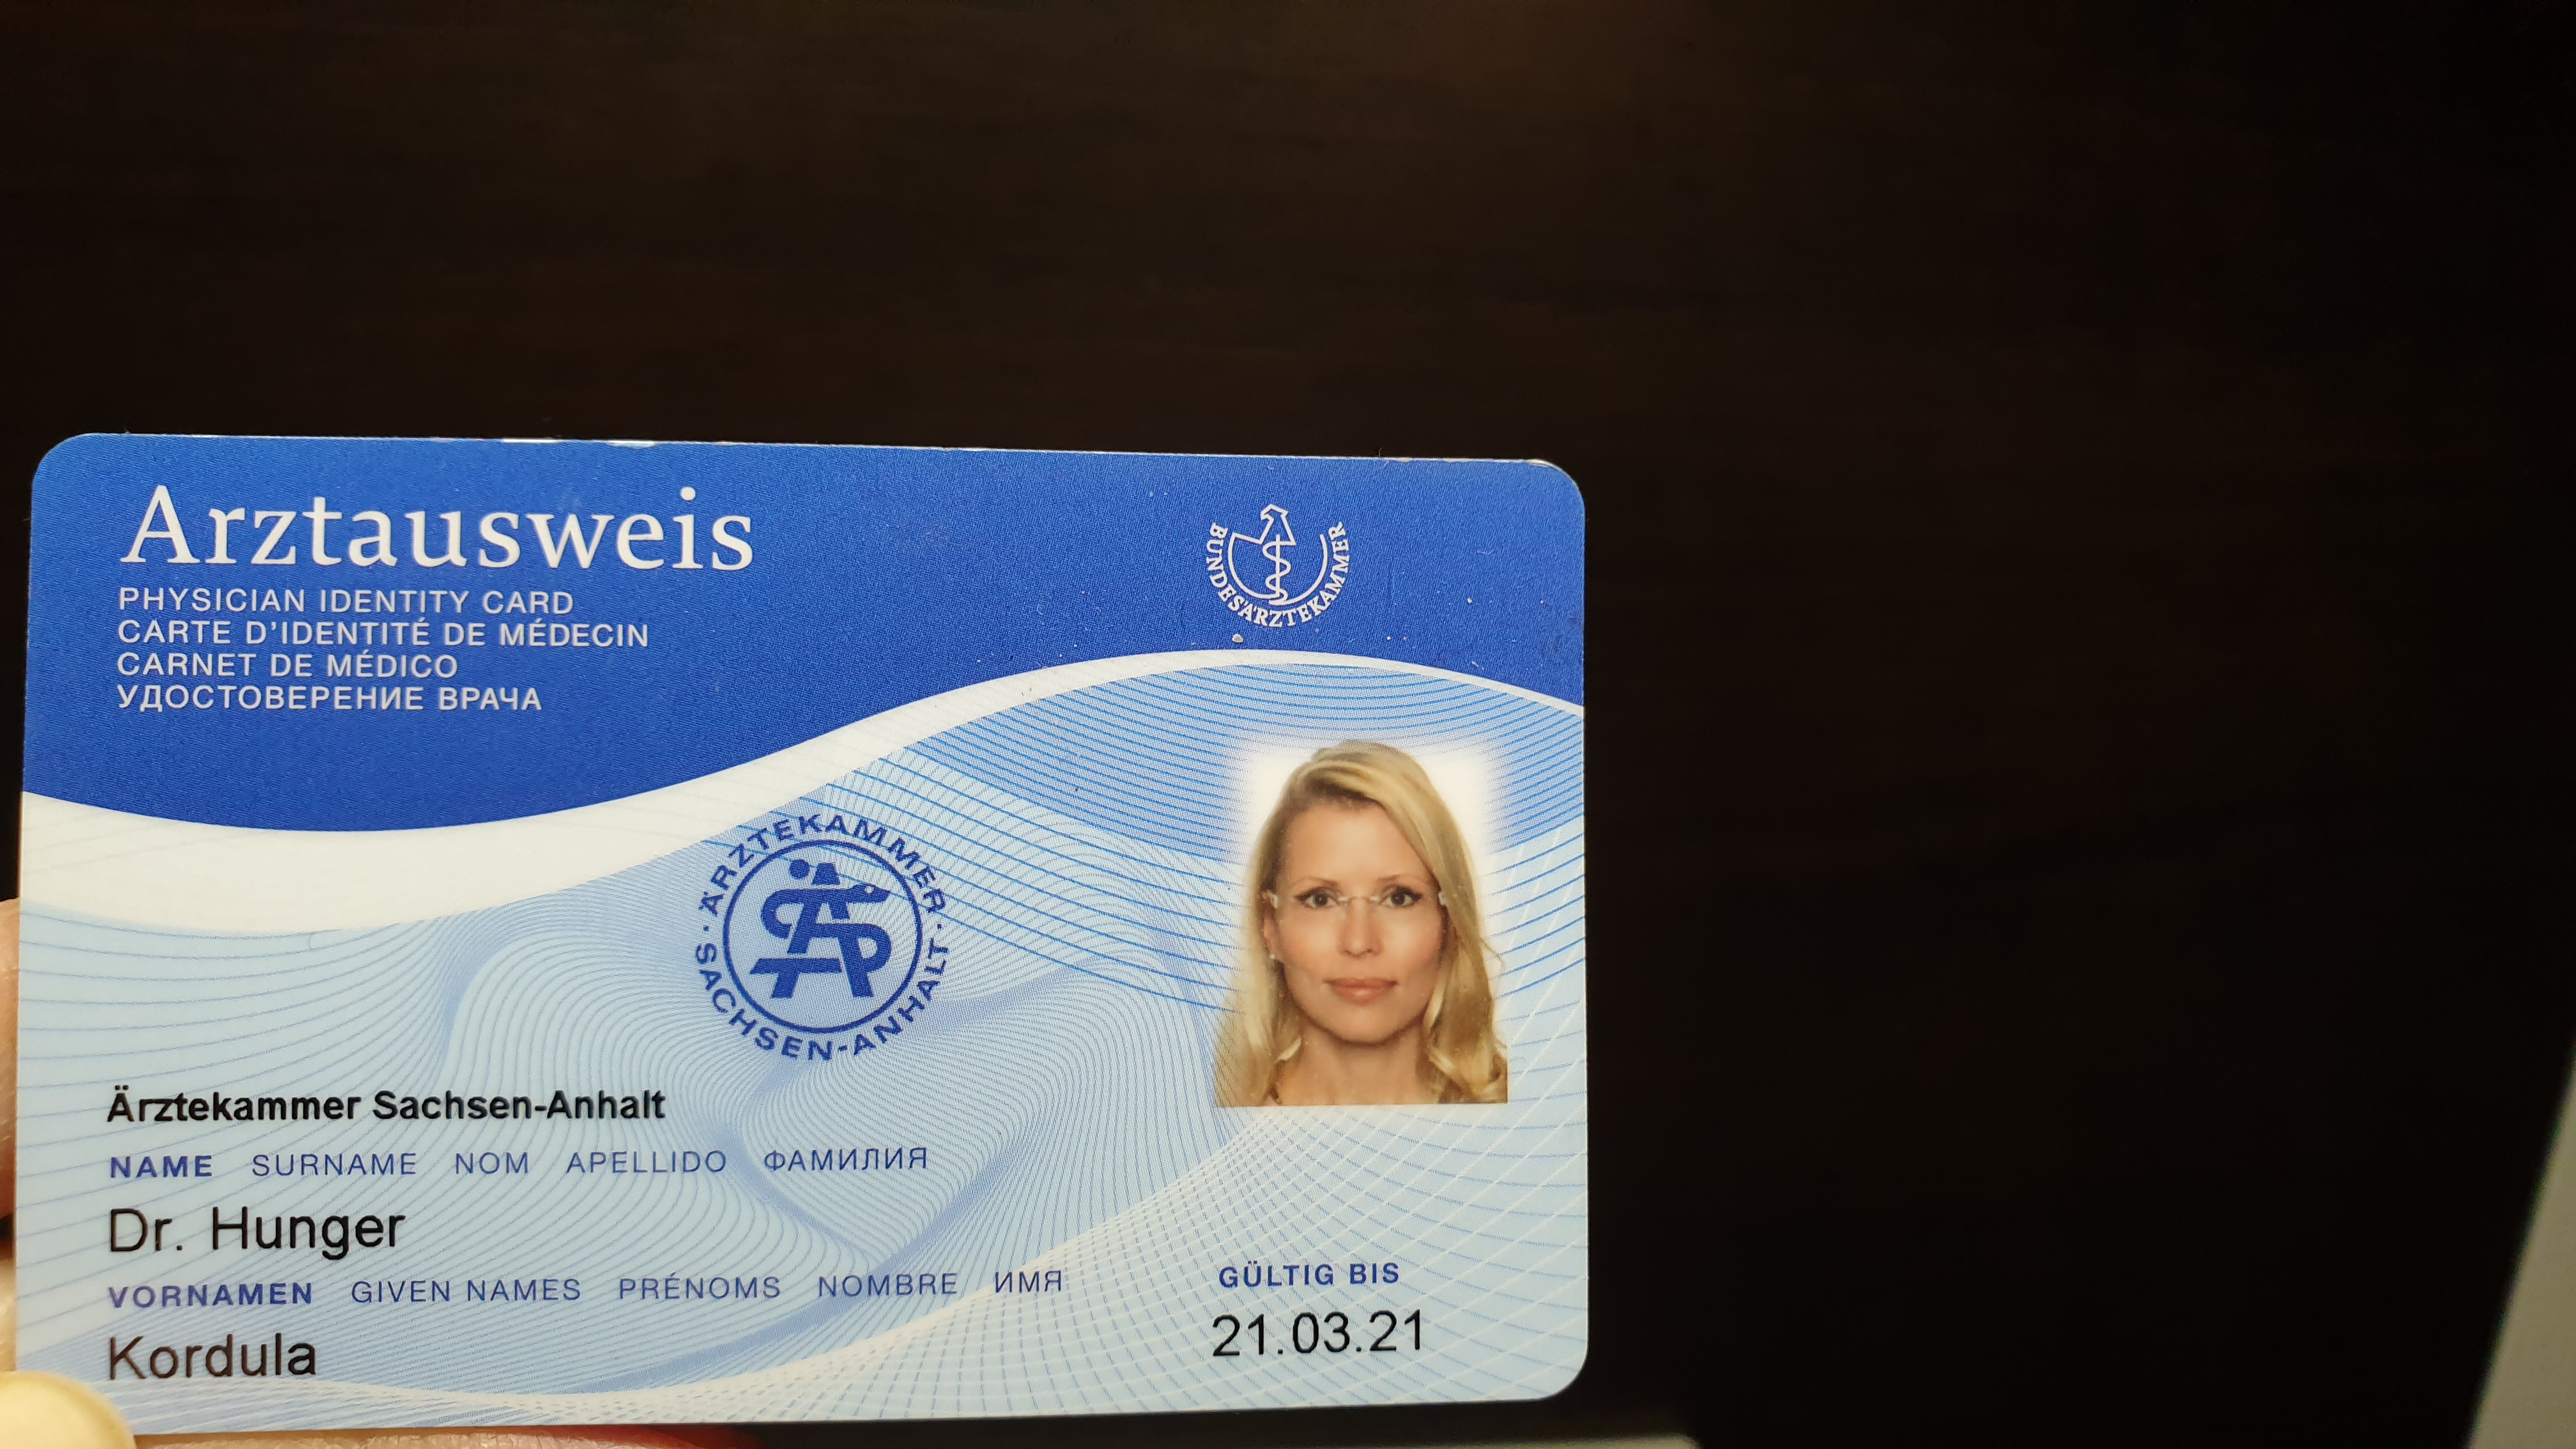 Arztausweis
PHYSICIAN IDENTITY CARD
CARTE D'IDENTITÉ DE MÉDECIN
CARNET DE MÉDICO
УДОСТОВЕРЕНИЕ ВРАЧА
BUNDESÄRZTEKAMMER
· ÄRZTEKAMMER ·
SACHSEN-ANHALT
Ärztekammer Sachsen-Anhalt
NAME SURNAME NOM APELLIDO ФАМИЛИЯ
Dr. Hunger
VORNAMEN GIVEN NAMES PRÉNOMS NOMBRE ИМЯ
Kordula
GÜLTIG BIS
21.03.21